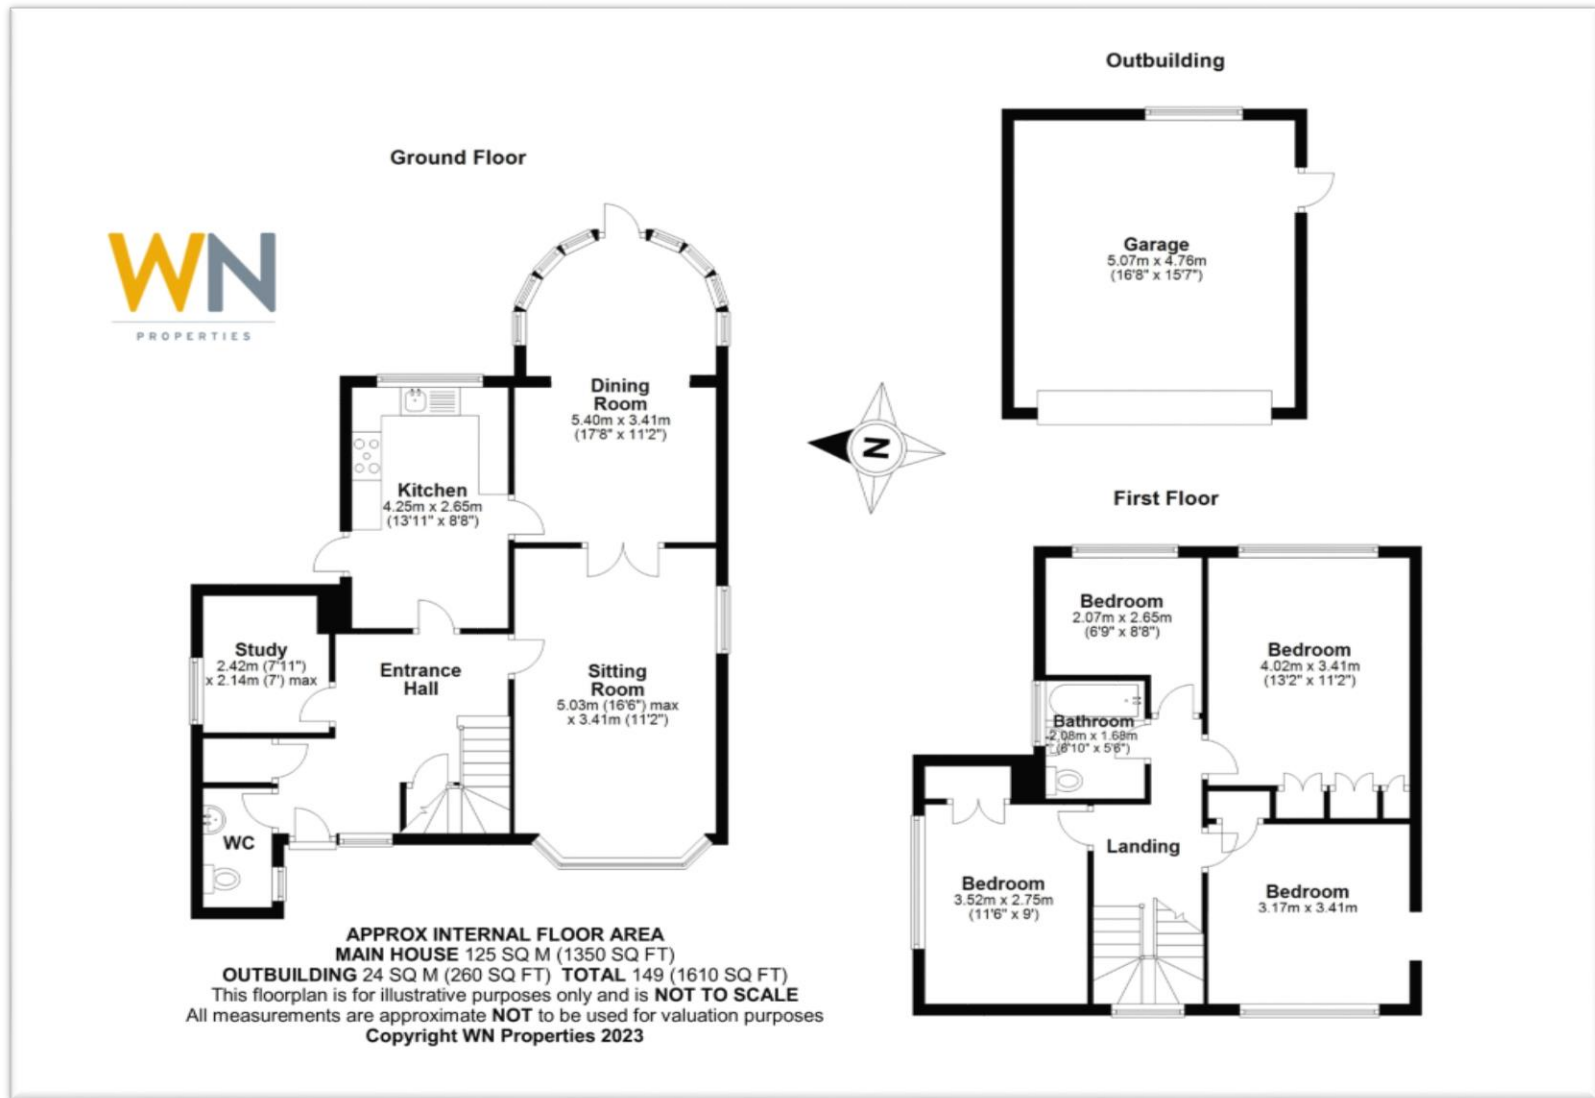 Outbuilding
Garage
5.07m x 4.76m
(16'8" x 15'7")
Ground Floor
WN
PROPERTIES
Dining
Room
5.40m x 3.41m
(17'8" x 11'2")
Kitchen
4.25m x 2.65m
(13'11" x 8'8")
Study
2.42m (7'11")
x 2.14m (7') max
Entrance
Hall
Sitting
Room
5.03m (16'6") max
x 3.41m (11'2")
WC
N
First Floor
Bedroom
2.07m x 2.65m
(6'9" x 8'8")
Bedroom
4.02m x 3.41m
(13'2" x 11'2")
Bathroom
2.08m x 1.68m
(6'10" x 5'6")
Landing
Bedroom
3.52m x 2.75m
(11'6" x 9')
Bedroom
3.17m x 3.41m
APPROX INTERNAL FLOOR AREA
MAIN HOUSE 125 SQ M (1350 SQ FT)
OUTBUILDING 24 SQ M (260 SQ FT) TOTAL 149 (1610 SQ FT)
This floorplan is for illustrative purposes only and is NOT TO SCALE
All measurements are approximate NOT to be used for valuation purposes
Copyright WN Properties 2023